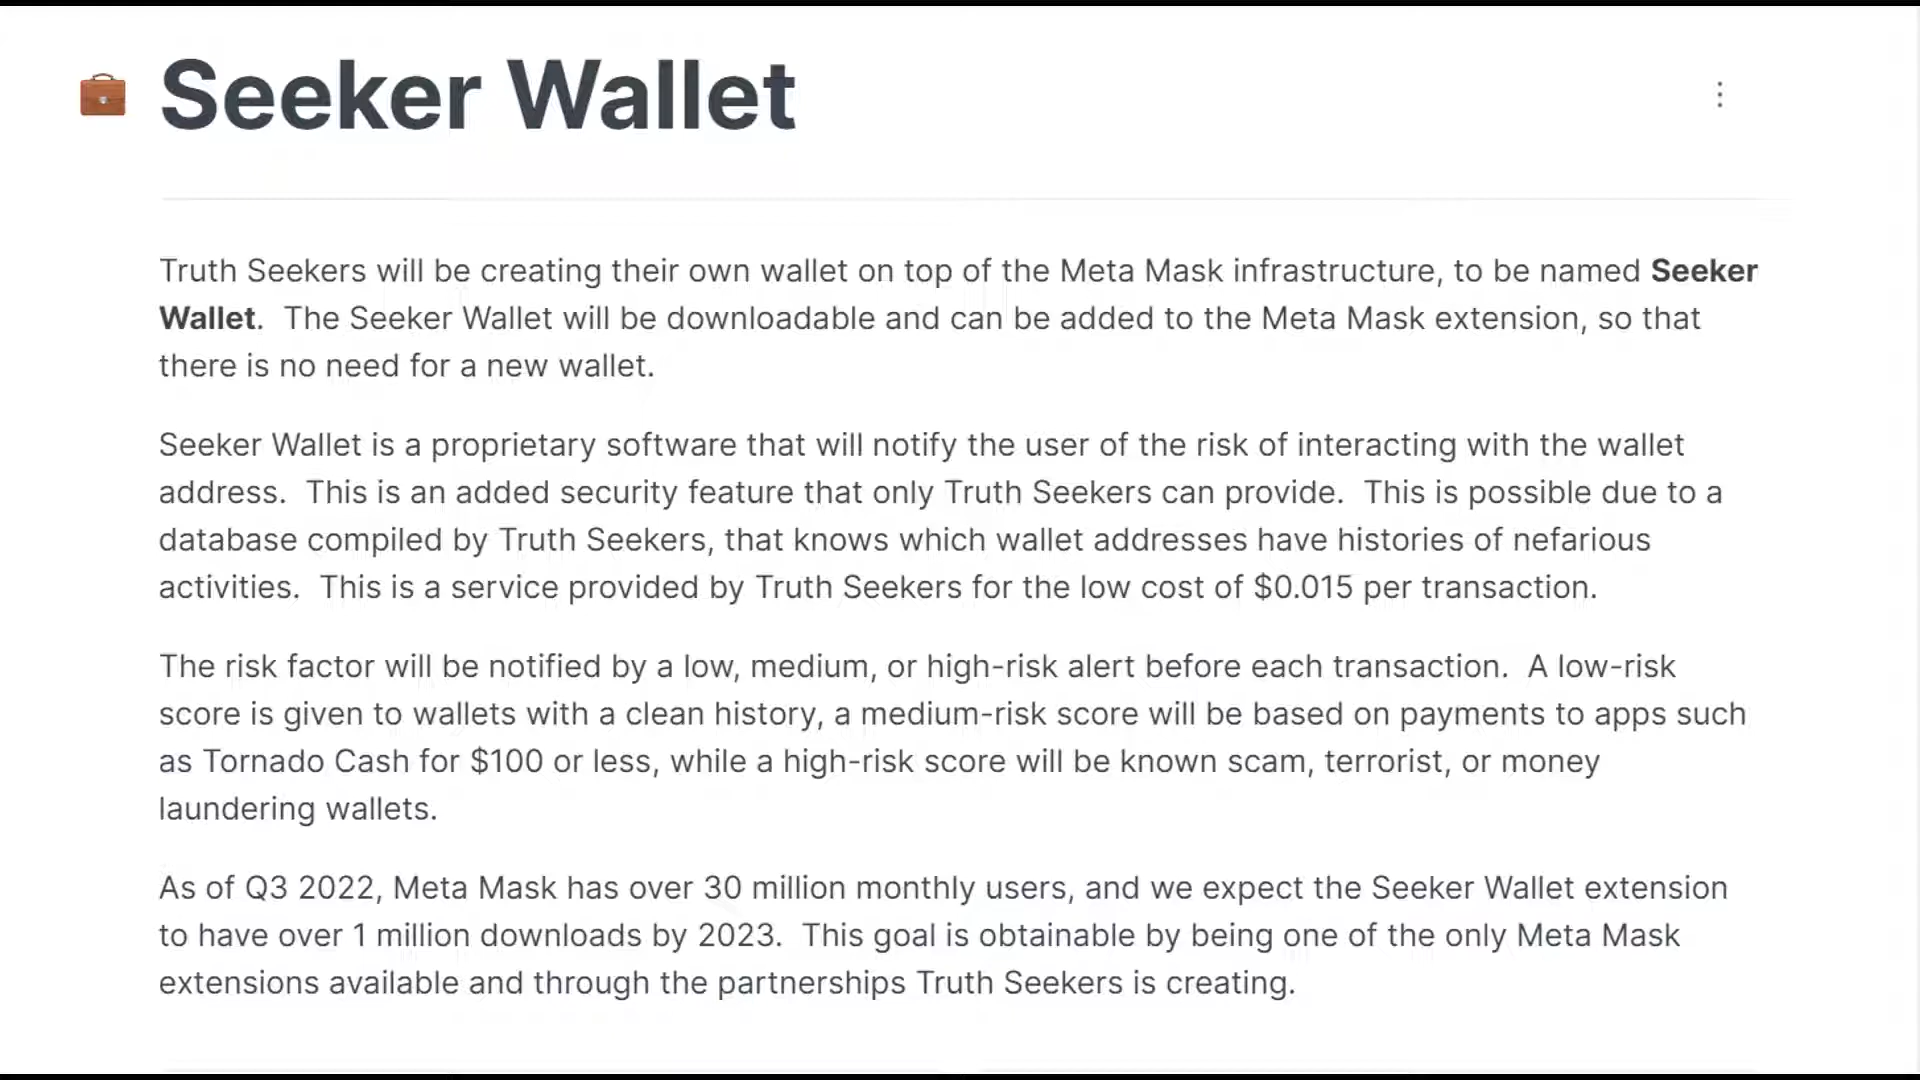 Seeker Wallet
Truth Seekers will be creating their own wallet on top of the Meta Mask infrastructure, to be named Seeker
Wallet.  The Seeker Wallet will be downloadable and can be added to the Meta Mask extension, so that
there is no need for a new wallet.
Seeker Wallet is a proprietary software that will notify the user of the risk of interacting with the wallet
address.  This is an added security feature that only Truth Seekers can provide.  This is possible due to a
database compiled by Truth Seekers, that knows which wallet addresses have histories of nefarious
activities.  This is a service provided by Truth Seekers for the low cost of $0.015 per transaction.
The risk factor will be notified by a low, medium, or high-risk alert before each transaction.  A low-risk
score is given to wallets with a clean history, a medium-risk score will be based on payments to apps such
as Tornado Cash for $100 or less, while a high-risk score will be known scam, terrorist, or money
laundering wallets.
As of Q3 2022, Meta Mask has over 30 million monthly users, and we expect the Seeker Wallet extension
to have over 1 million downloads by 2023.  This goal is obtainable by being one of the only Meta Mask
extensions available and through the partnerships Truth Seekers is creating.